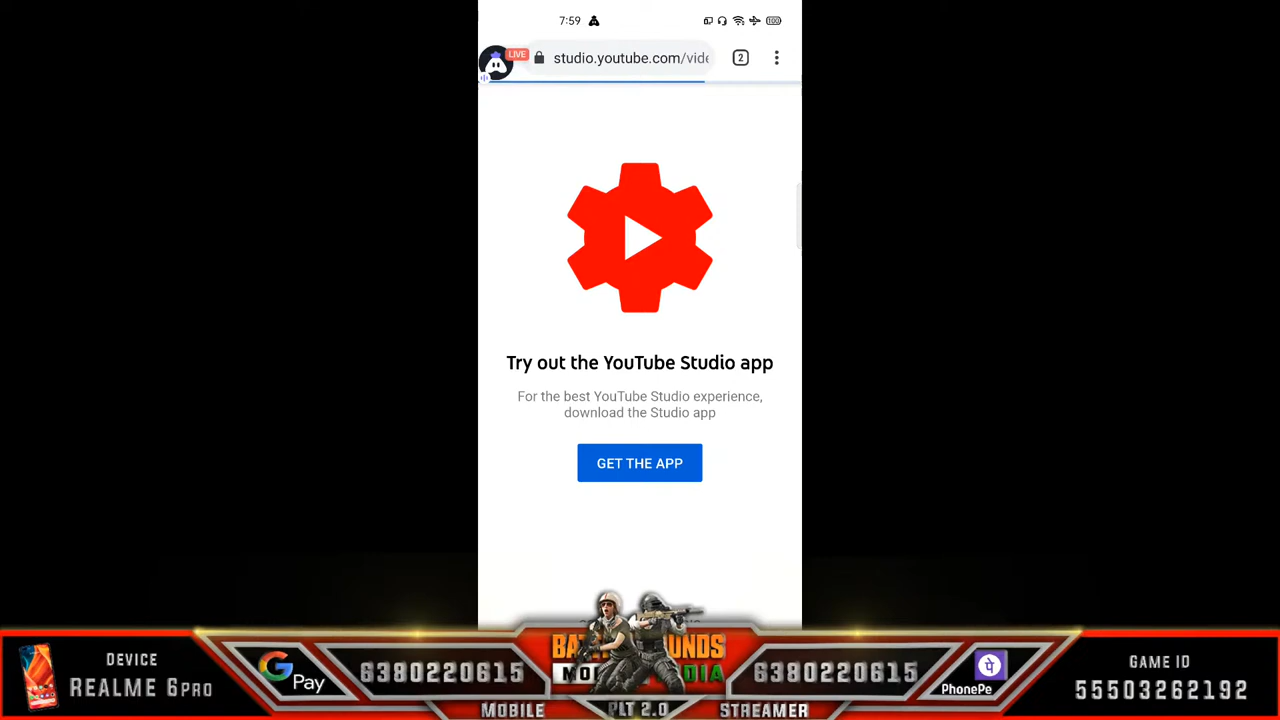 7:59
100
LIVE
studio.youtube.com/vide
2
Try out the YouTube Studio app
For the best YouTube Studio experience,
download the Studio app
GET THE APP
DEVICE
REALME 6PRO
G Pay
6380220615
6380220615
PhonePe
GAME ID
55503262192
MOBILE
PLT 2.0
STREAMER